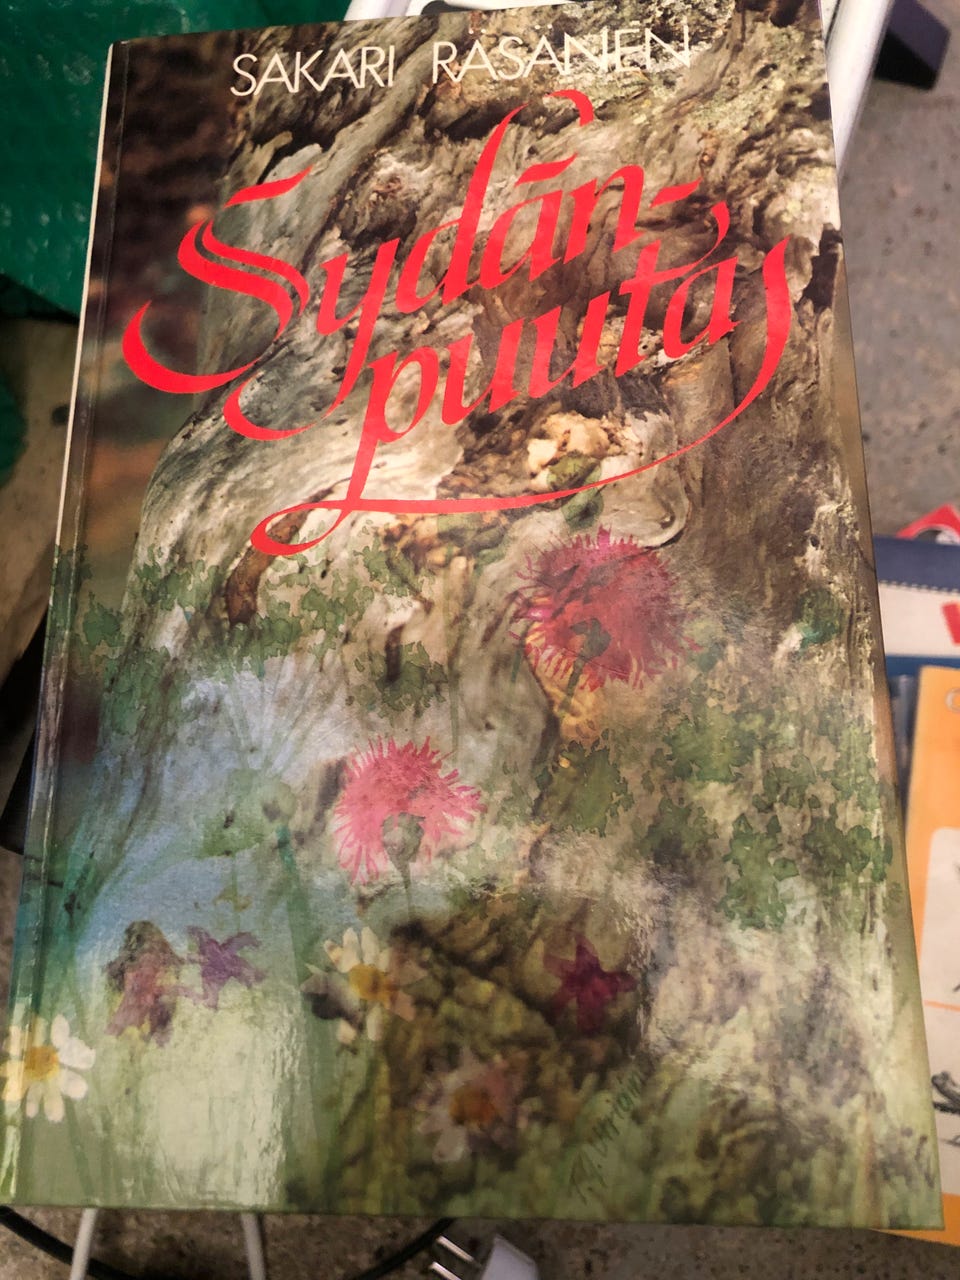 SAKARI RÄSÄNEN
Sydän-
puuta